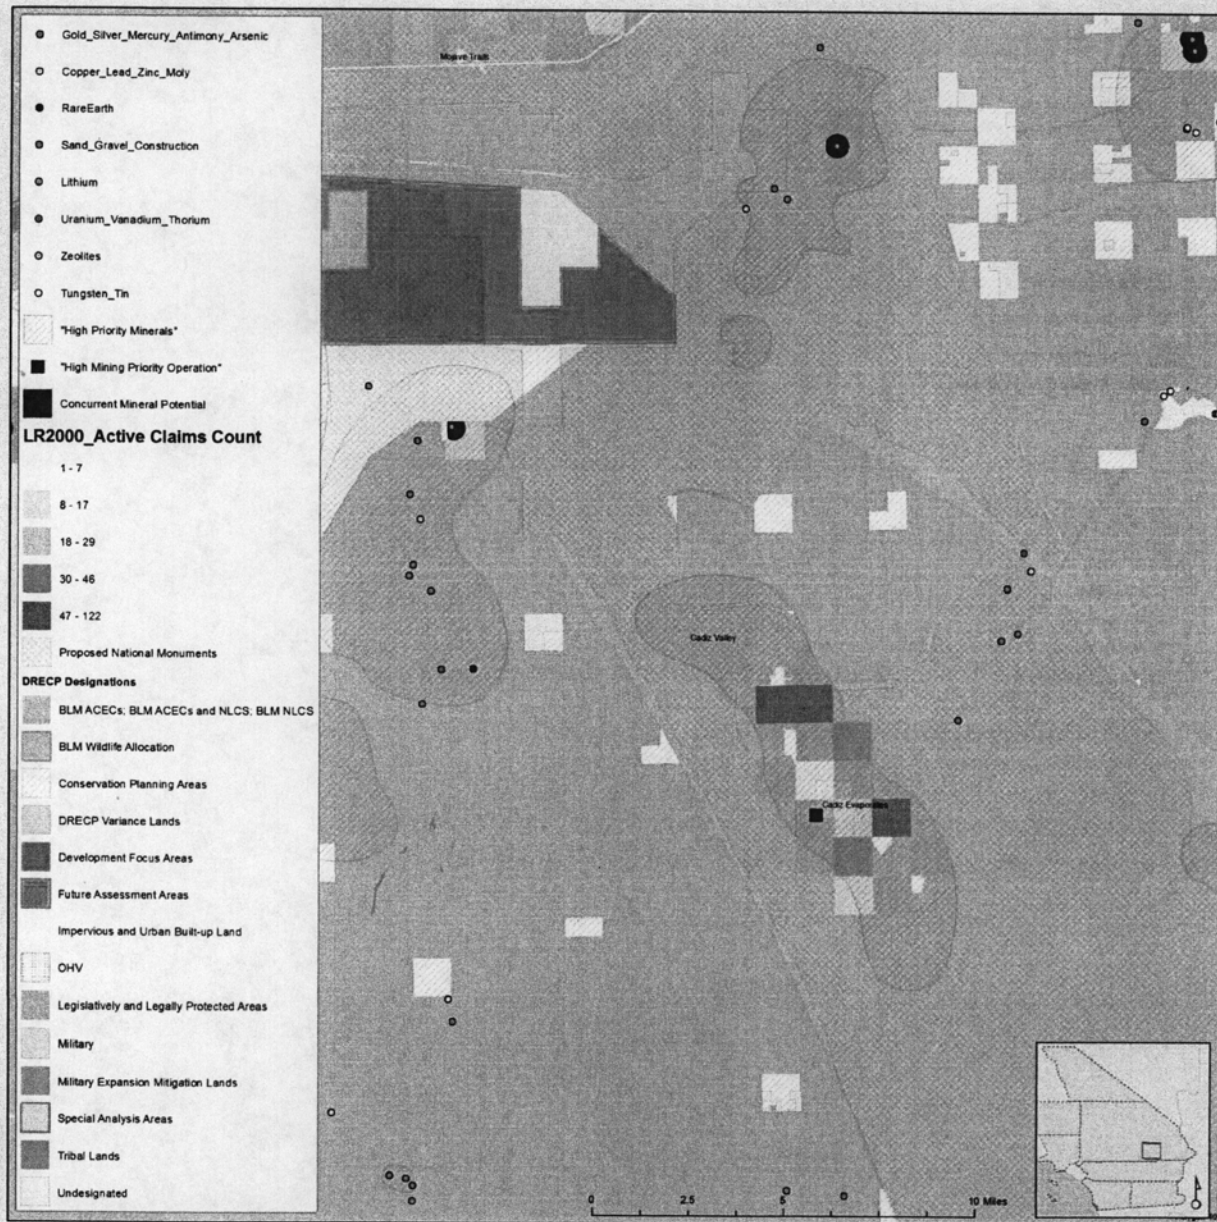 Gold_Silver_Mercury_Antimony_Arsenic
Copper_Lead_Zinc_Moly
RareEarth
Sand_Gravel_Construction
Lithium
Uranium_Vanadium_Thorium
Zeolites
Tungsten_Tin
"High Priority Minerals"
"High Mining Priority Operation"
Concurrent Mineral Potential
LR2000_Active Claims Count
1 - 7
8 - 17
18 - 29
30 - 46
47 - 122
Proposed National Monuments
DRECP Designations
BLM ACECs; BLM ACECs and NLCS; BLM NLCS
BLM Wildlife Allocation
Conservation Planning Areas
DRECP Variance Lands
Development Focus Areas
Future Assessment Areas
Impervious and Urban Built-up Land
OHV
Legislatively and Legally Protected Areas
Military
Military Expansion Mitigation Lands
Special Analysis Areas
Tribal Lands
Undesignated
Mojave Trails
Cadiz Valley
Cadiz Evaporites
0 2.5 5 10 Miles